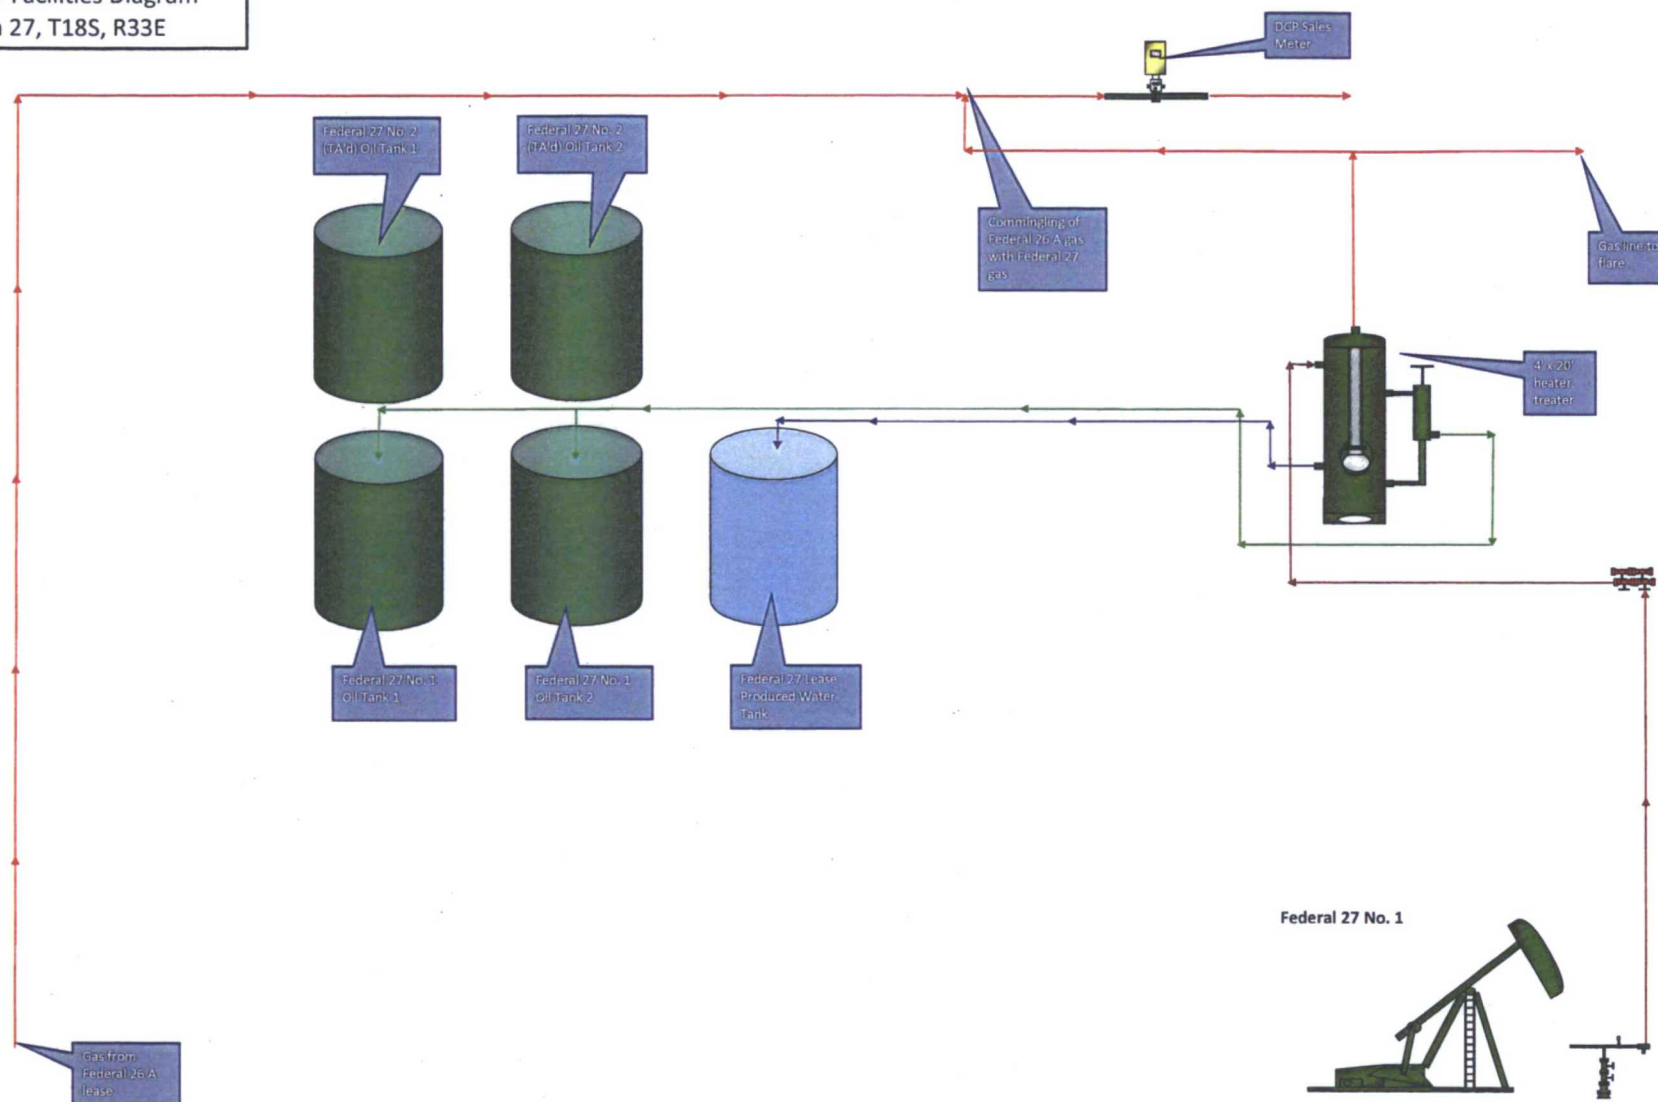 Facilities Diagram
27, T18S, R33E
DCP Sales
Meter
Federal 27 No. 2
(TA'd) Oil Tank 1
Federal 27 No. 2
(TA'd) Oil Tank 2
Commingling of
Federal 26 A gas
with Federal 27
gas
Gas line to
flare
4' x 20'
heater
treater
Federal 27 No. 1
Oil Tank 1
Federal 27 No. 1
Oil Tank 2
Federal 27 Lease
Produced Water
Tank
Federal 27 No. 1
Gas from
Federal 26 A
lease